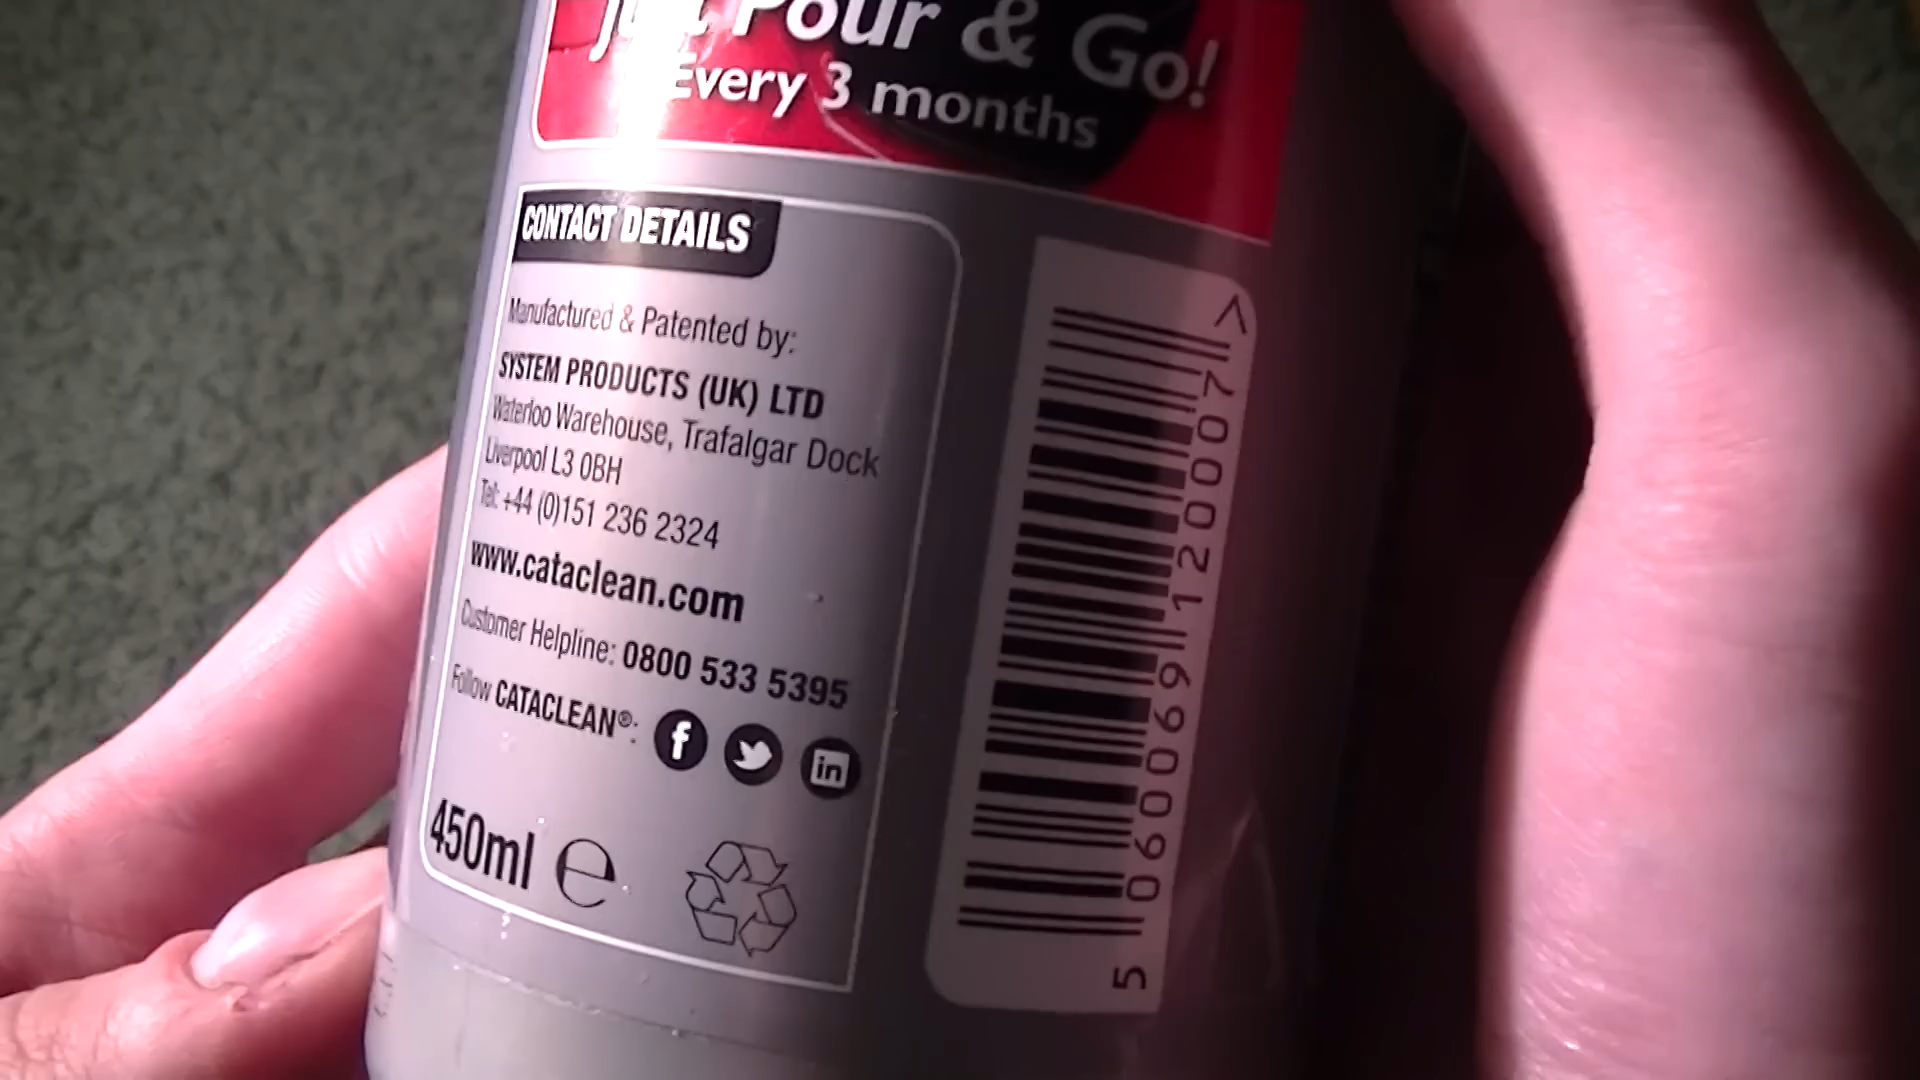 Just Pour & Go!
Every 3 months
CONTACT DETAILS
Manufactured & Patented by:
SYSTEM PRODUCTS (UK) LTD
Waterloo Warehouse, Trafalgar Dock
Liverpool L3 0BH
Tel: +44 (0)151 236 2324
www.cataclean.com
Customer Helpline: 0800 533 5395
Follow CATACLEAN®:
f in
450ml e
5 060069 120007 >